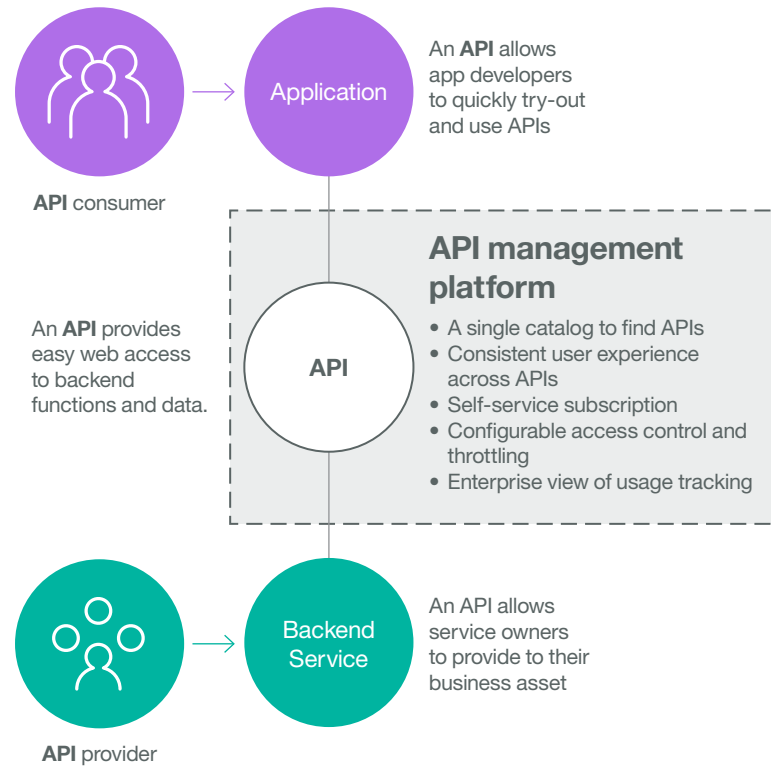 Application
An API allows
app developers
to quickly try-out
and use APIs
API consumer
API management
platform
An API provides
easy web access
to backend
functions and data.
API
• A single catalog to find APIs
• Consistent user experience
across APIs
• Self-service subscription
• Configurable access control and
throttling
• Enterprise view of usage tracking
Backend
Service
An API allows
service owners
to provide to their
business asset
API provider